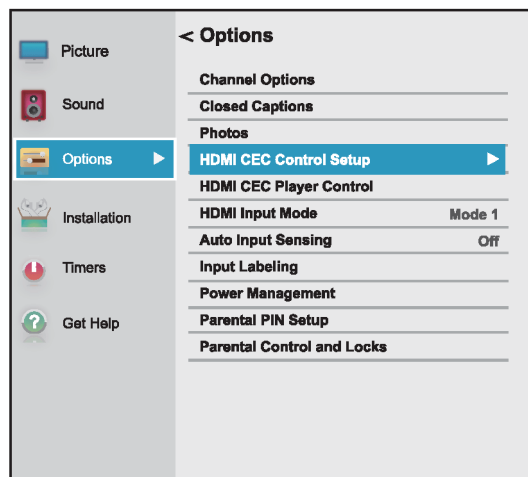 Picture
Sound
Options
Installation
Timers
Get Help
< Options
Channel Options
Closed Captions
Photos
HDMI CEC Control Setup
HDMI CEC Player Control
HDMI Input Mode Mode 1
Auto Input Sensing Off
Input Labeling
Power Management
Parental PIN Setup
Parental Control and Locks